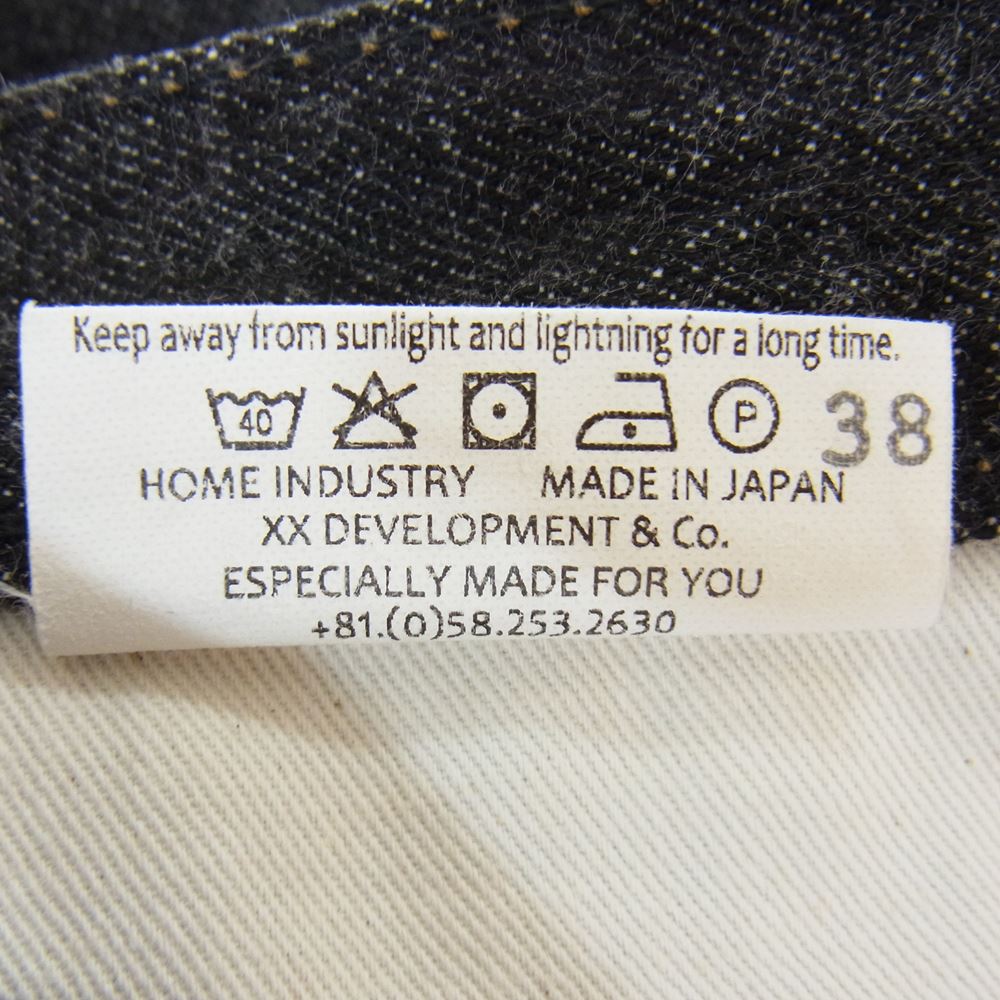 Keep away from sunlight and lightning for a long time.
40 P 38
HOME INDUSTRY MADE IN JAPAN
XX DEVELOPMENT & Co.
ESPECIALLY MADE FOR YOU
+81.(0)58.253.2630